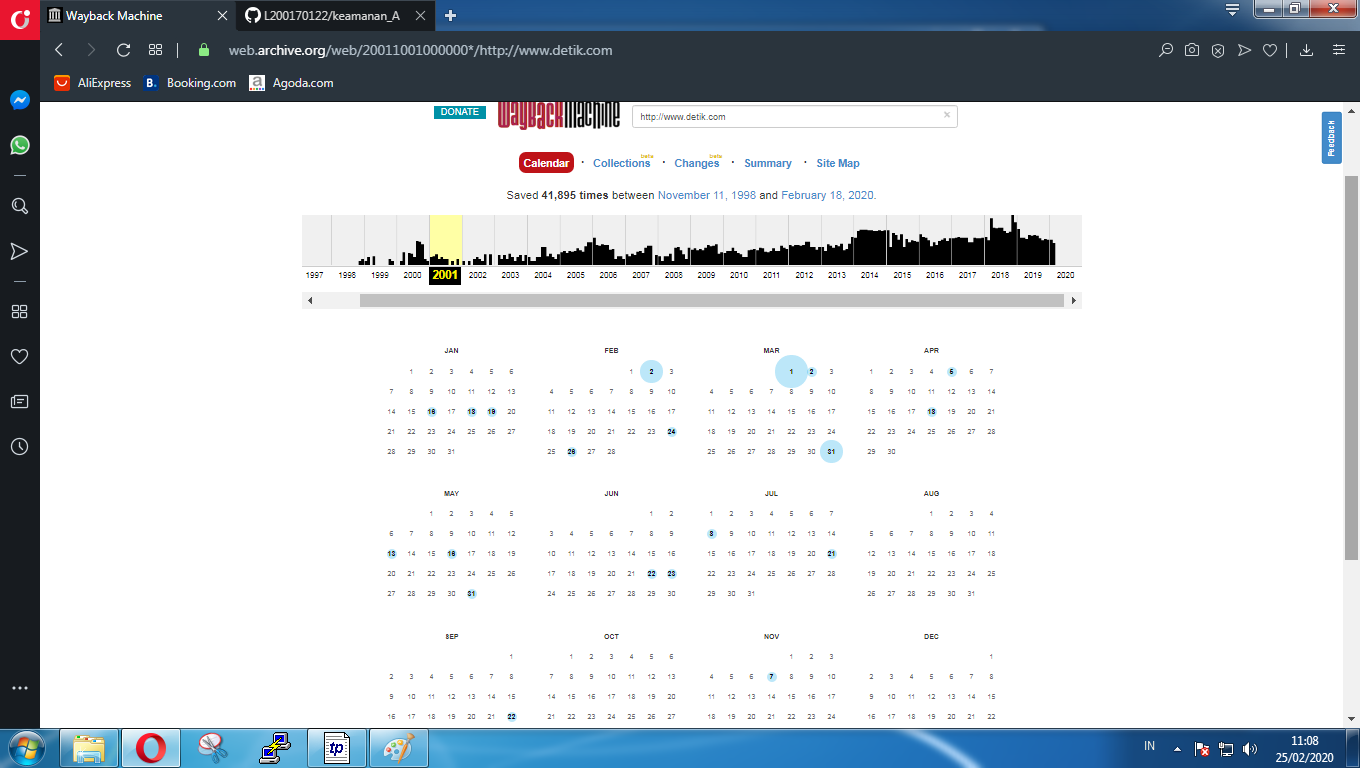 Wayback Machine
L200170122/keamanan_A
web.archive.org/web/20011001000000*/http://www.detik.com
AliExpress
B. Booking.com
a Agoda.com
DONATE
WayBackMachine
http://www.detik.com
Feedback
Calendar · Collections beta · Changes beta · Summary · Site Map
Saved 41,895 times between November 11, 1998 and February 18, 2020.
1997 1998 1999 2000 2001 2002 2003 2004 2005 2006 2007 2008 2009 2010 2011 2012 2013 2014 2015 2016 2017 2018 2019 2020
JAN
1 2 3 4 5 6
7 8 9 10 11 12 13
14 15 16 17 18 19 20
21 22 23 24 25 26 27
28 29 30 31
FEB
1 2 3
4 5 6 7 8 9 10
11 12 13 14 15 16 17
18 19 20 21 22 23 24
25 26 27 28
MAR
1 2 3
4 5 6 7 8 9 10
11 12 13 14 15 16 17
18 19 20 21 22 23 24
25 26 27 28 29 30 31
APR
1 2 3 4 5 6 7
8 9 10 11 12 13 14
15 16 17 18 19 20 21
22 23 24 25 26 27 28
29 30
MAY
1 2 3 4 5
6 7 8 9 10 11 12
13 14 15 16 17 18 19
20 21 22 23 24 25 26
27 28 29 30 31
JUN
1 2
3 4 5 6 7 8 9
10 11 12 13 14 15 16
17 18 19 20 21 22 23
24 25 26 27 28 29 30
JUL
1 2 3 4 5 6 7
8 9 10 11 12 13 14
15 16 17 18 19 20 21
22 23 24 25 26 27 28
29 30 31
AUG
1 2 3 4
5 6 7 8 9 10 11
12 13 14 15 16 17 18
19 20 21 22 23 24 25
26 27 28 29 30 31
SEP
1
2 3 4 5 6 7 8
9 10 11 12 13 14 15
16 17 18 19 20 21 22
OCT
1 2 3 4 5 6
7 8 9 10 11 12 13
14 15 16 17 18 19 20
21 22 23 24 25 26 27
NOV
1 2 3
4 5 6 7 8 9 10
11 12 13 14 15 16 17
18 19 20 21 22 23 24
DEC
1
2 3 4 5 6 7 8
9 10 11 12 13 14 15
16 17 18 19 20 21 22
tp
IN
11:08
25/02/2020